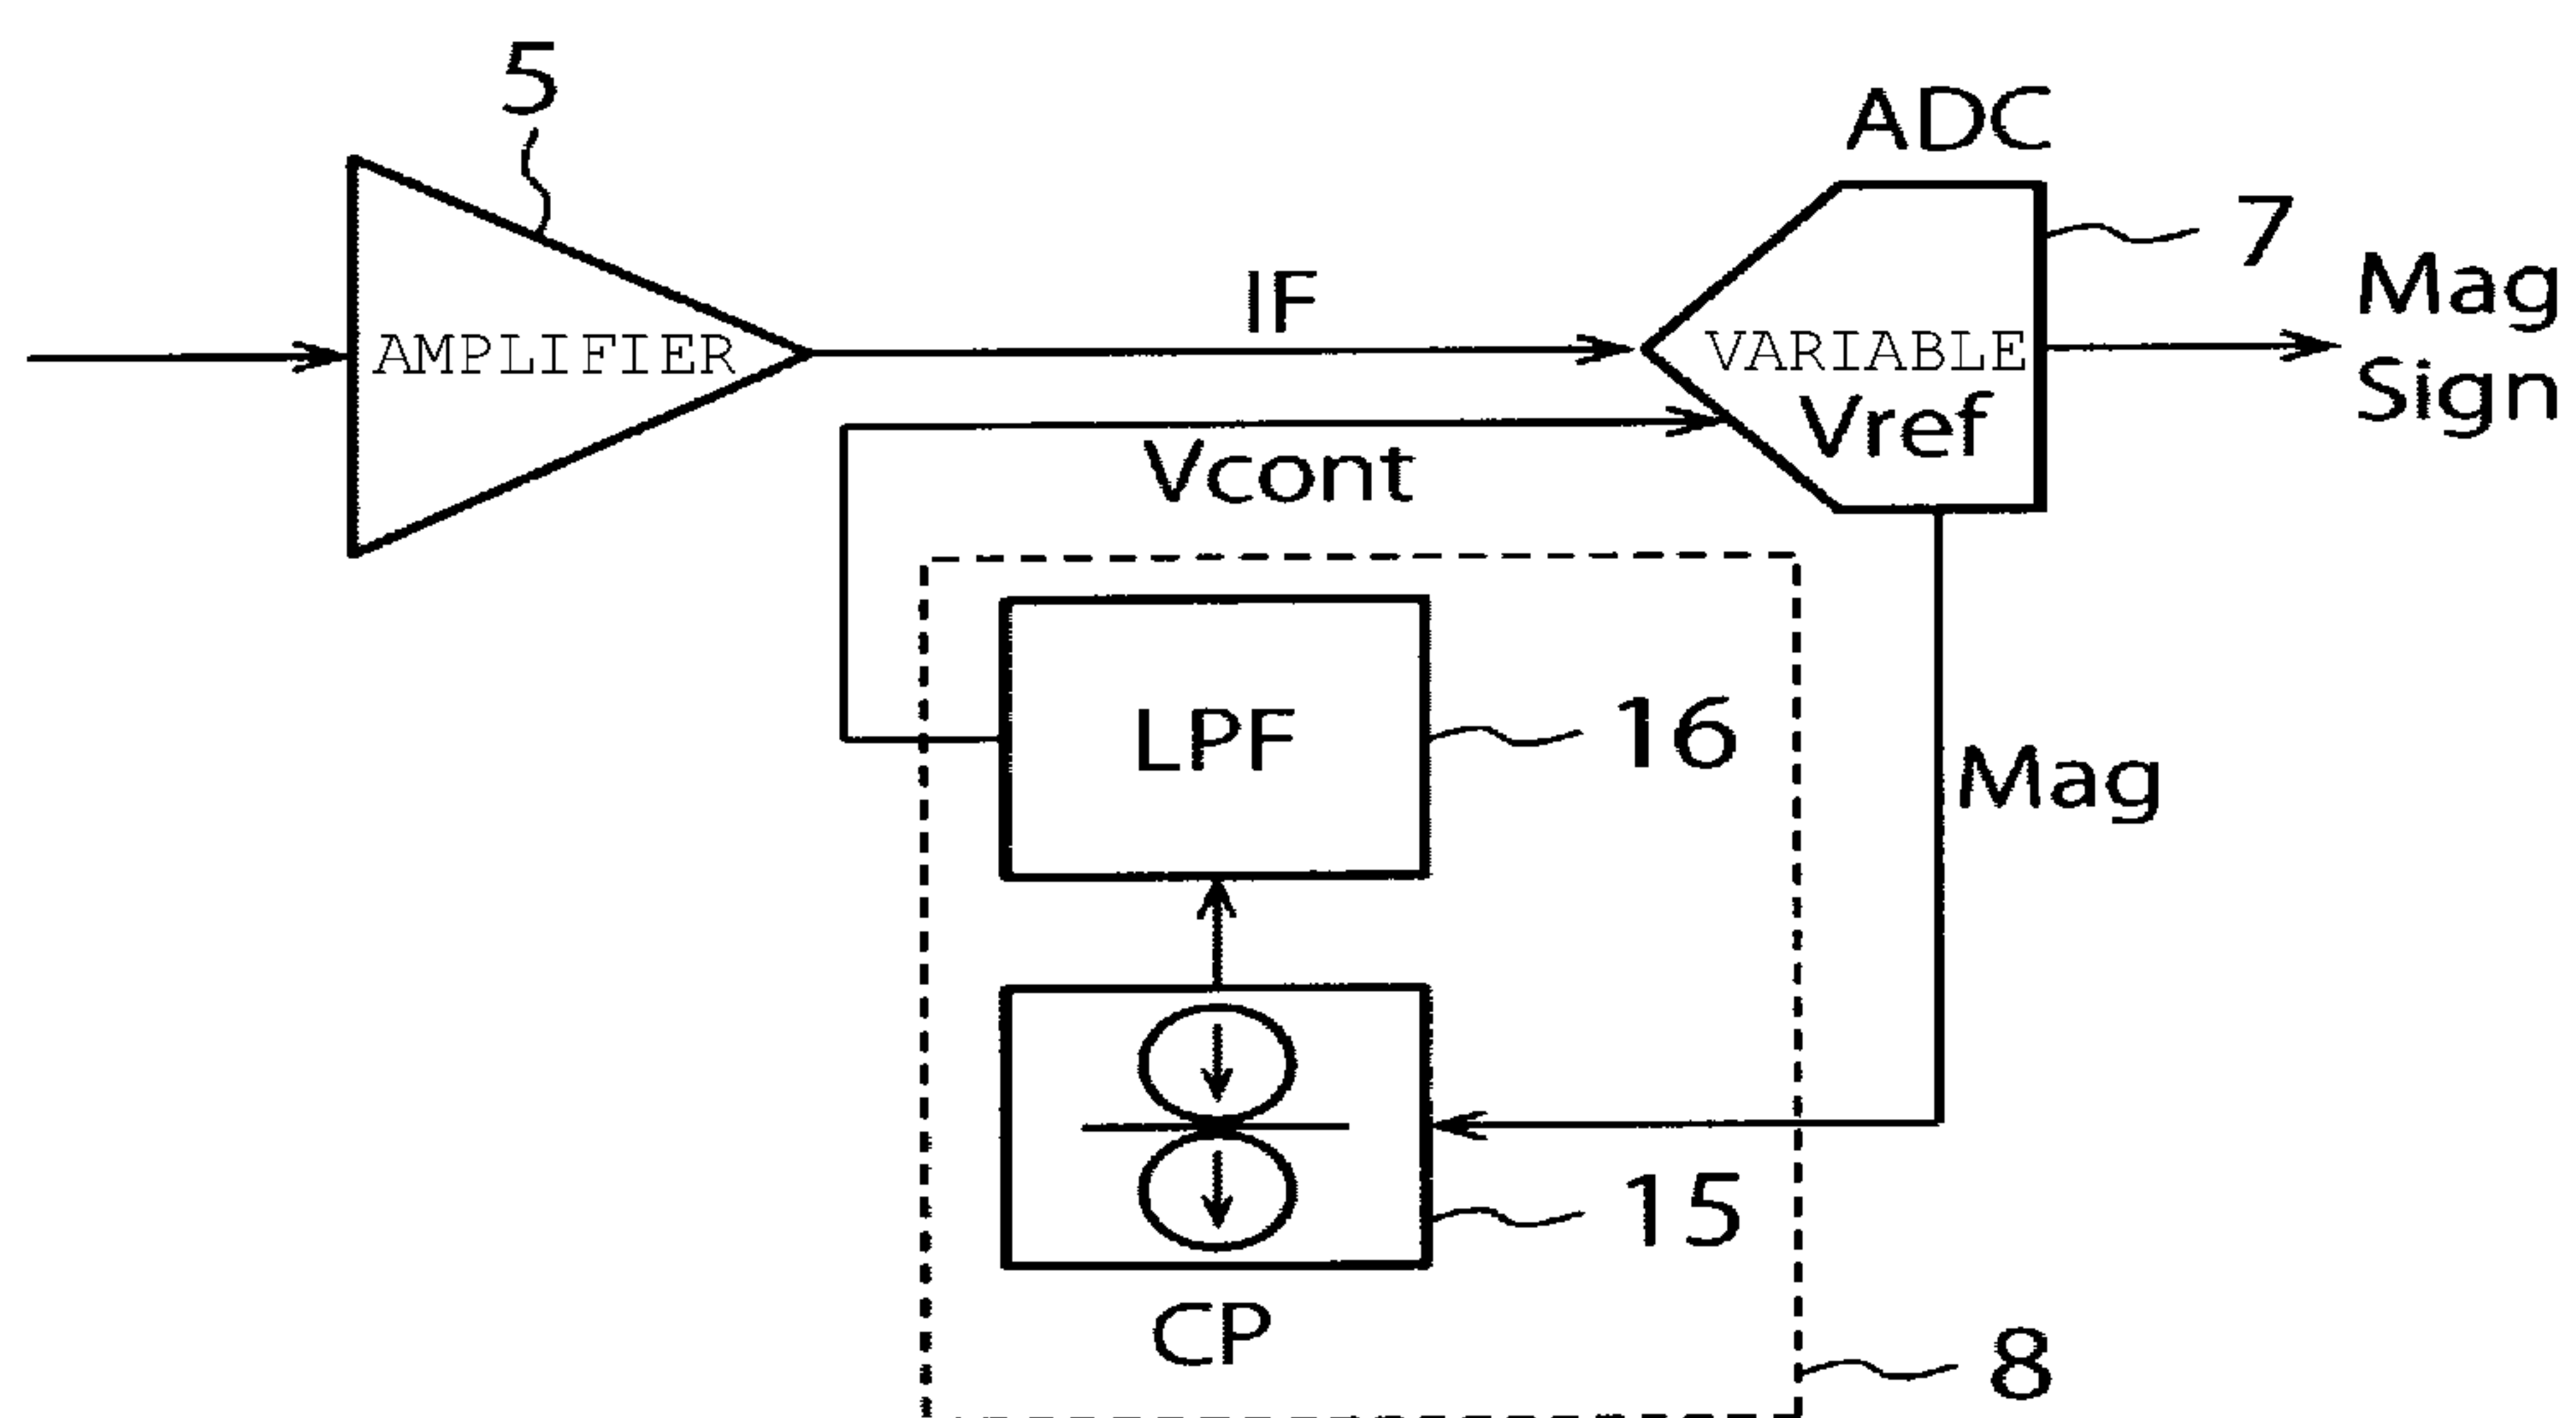 5
ADC
7
AMPLIFIER
IF
VARIABLE
Vref
Mag
Sign
Vcont
LPF
16
Mag
15
CP
8